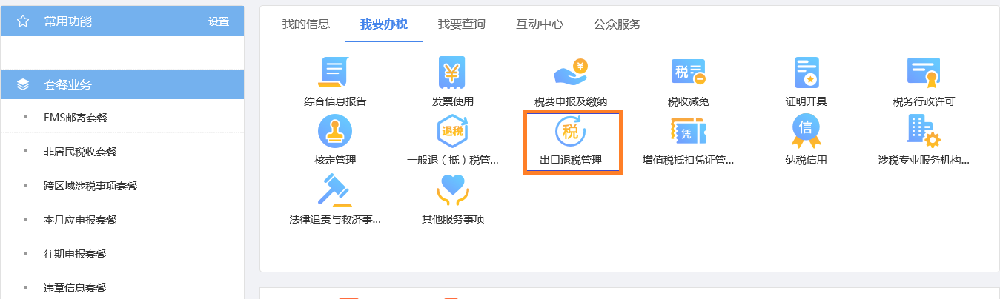 常用功能
设置
--
套餐业务
EMS邮寄套餐
非居民税收套餐
跨区域涉税事项套餐
本月应申报套餐
往期申报套餐
违章信息套餐
我的信息
我要办税
我要查询
互动中心
公众服务
¥
¥
税
综合信息报告
发票使用
税费申报及缴纳
税收减免
证明开具
税务行政许可
退税
税
凭
信
核定管理
一般退（抵）税管...
出口退税管理
增值税抵扣凭证管...
纳税信用
涉税专业服务机构...
法律追责与救济事...
其他服务事项